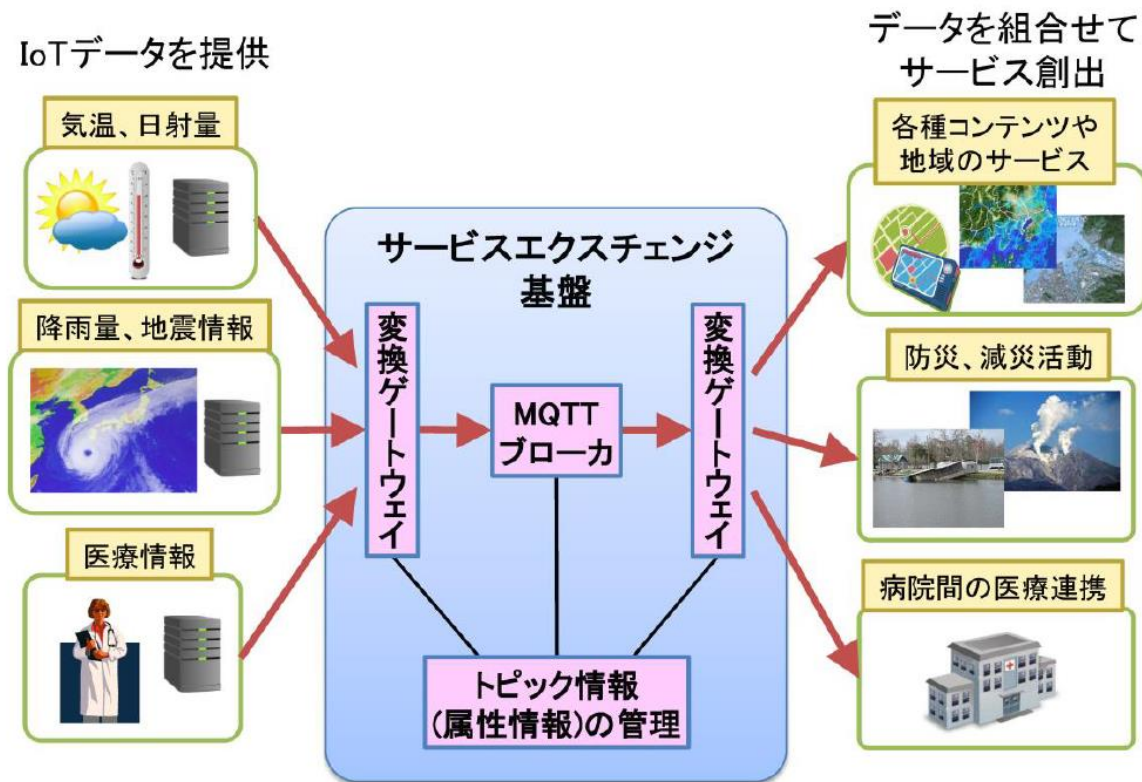 IoTデータを提供
気温、日射量
降雨量、地震情報
医療情報
サービスエクスチェンジ
基盤
変換ゲートウェイ
MQTT
ブローカ
変換ゲートウェイ
トピック情報
(属性情報)の管理
データを組合せて
サービス創出
各種コンテンツや
地域のサービス
防災、減災活動
病院間の医療連携